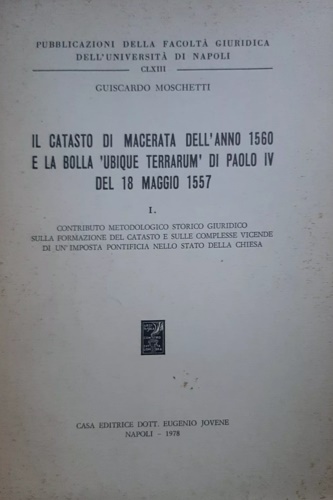 PUBBLICAZIONI DELLA FACOLTÀ GIURIDICA
DELL'UNIVERSITÀ DI NAPOLI
CLXIII
GUISCARDO MOSCHETTI
IL CATASTO DI MACERATA DELL'ANNO 1560
E LA BOLLA 'UBIQUE TERRARUM' DI PAOLO IV
DEL 18 MAGGIO 1557
I.
CONTRIBUTO METODOLOGICO STORICO GIURIDICO
SULLA FORMAZIONE DEL CATASTO E SULLE COMPLESSE VICENDE
DI UN'IMPOSTA PONTIFICIA NELLO STATO DELLA CHIESA
CASA EDITRICE DOTT. EUGENIO JOVENE
NAPOLI - 1978